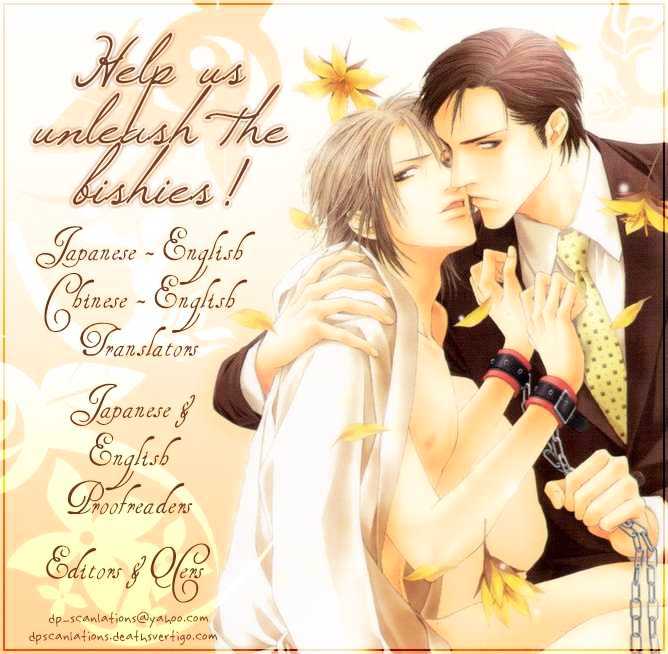 Help us
unleash the
bishies!
Japanese ~ English
Chinese ~ English
Translators
Japanese &
English
Proofreaders
Editors & QCers
dp_scanlations@yahoo.com
dpscanlations.deathsvertigo.com